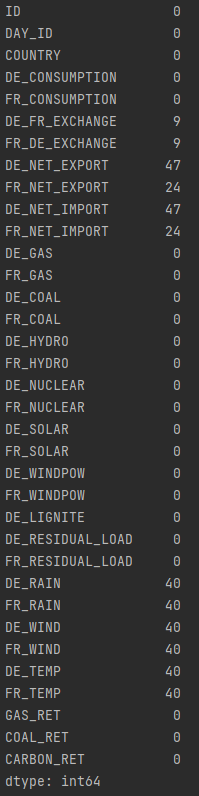 ID 0
DAY_ID 0
COUNTRY 0
DE_CONSUMPTION 0
FR_CONSUMPTION 0
DE_FR_EXCHANGE 9
FR_DE_EXCHANGE 9
DE_NET_EXPORT 47
FR_NET_EXPORT 24
DE_NET_IMPORT 47
FR_NET_IMPORT 24
DE_GAS 0
FR_GAS 0
DE_COAL 0
FR_COAL 0
DE_HYDRO 0
FR_HYDRO 0
DE_NUCLEAR 0
FR_NUCLEAR 0
DE_SOLAR 0
FR_SOLAR 0
DE_WINDPOW 0
FR_WINDPOW 0
DE_LIGNITE 0
DE_RESIDUAL_LOAD 0
FR_RESIDUAL_LOAD 0
DE_RAIN 40
FR_RAIN 40
DE_WIND 40
FR_WIND 40
DE_TEMP 40
FR_TEMP 40
GAS_RET 0
COAL_RET 0
CARBON_RET 0
dtype: int64